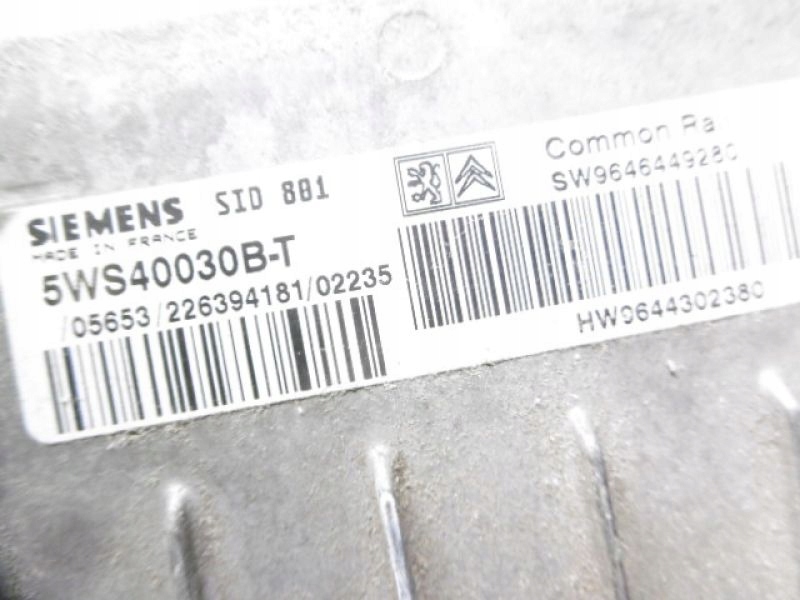 SIEMENS SID 801
MADE IN FRANCE
5WS40030B-T
/05653/226394181/02235
Common Ra
SW9646449280
HW9644302380